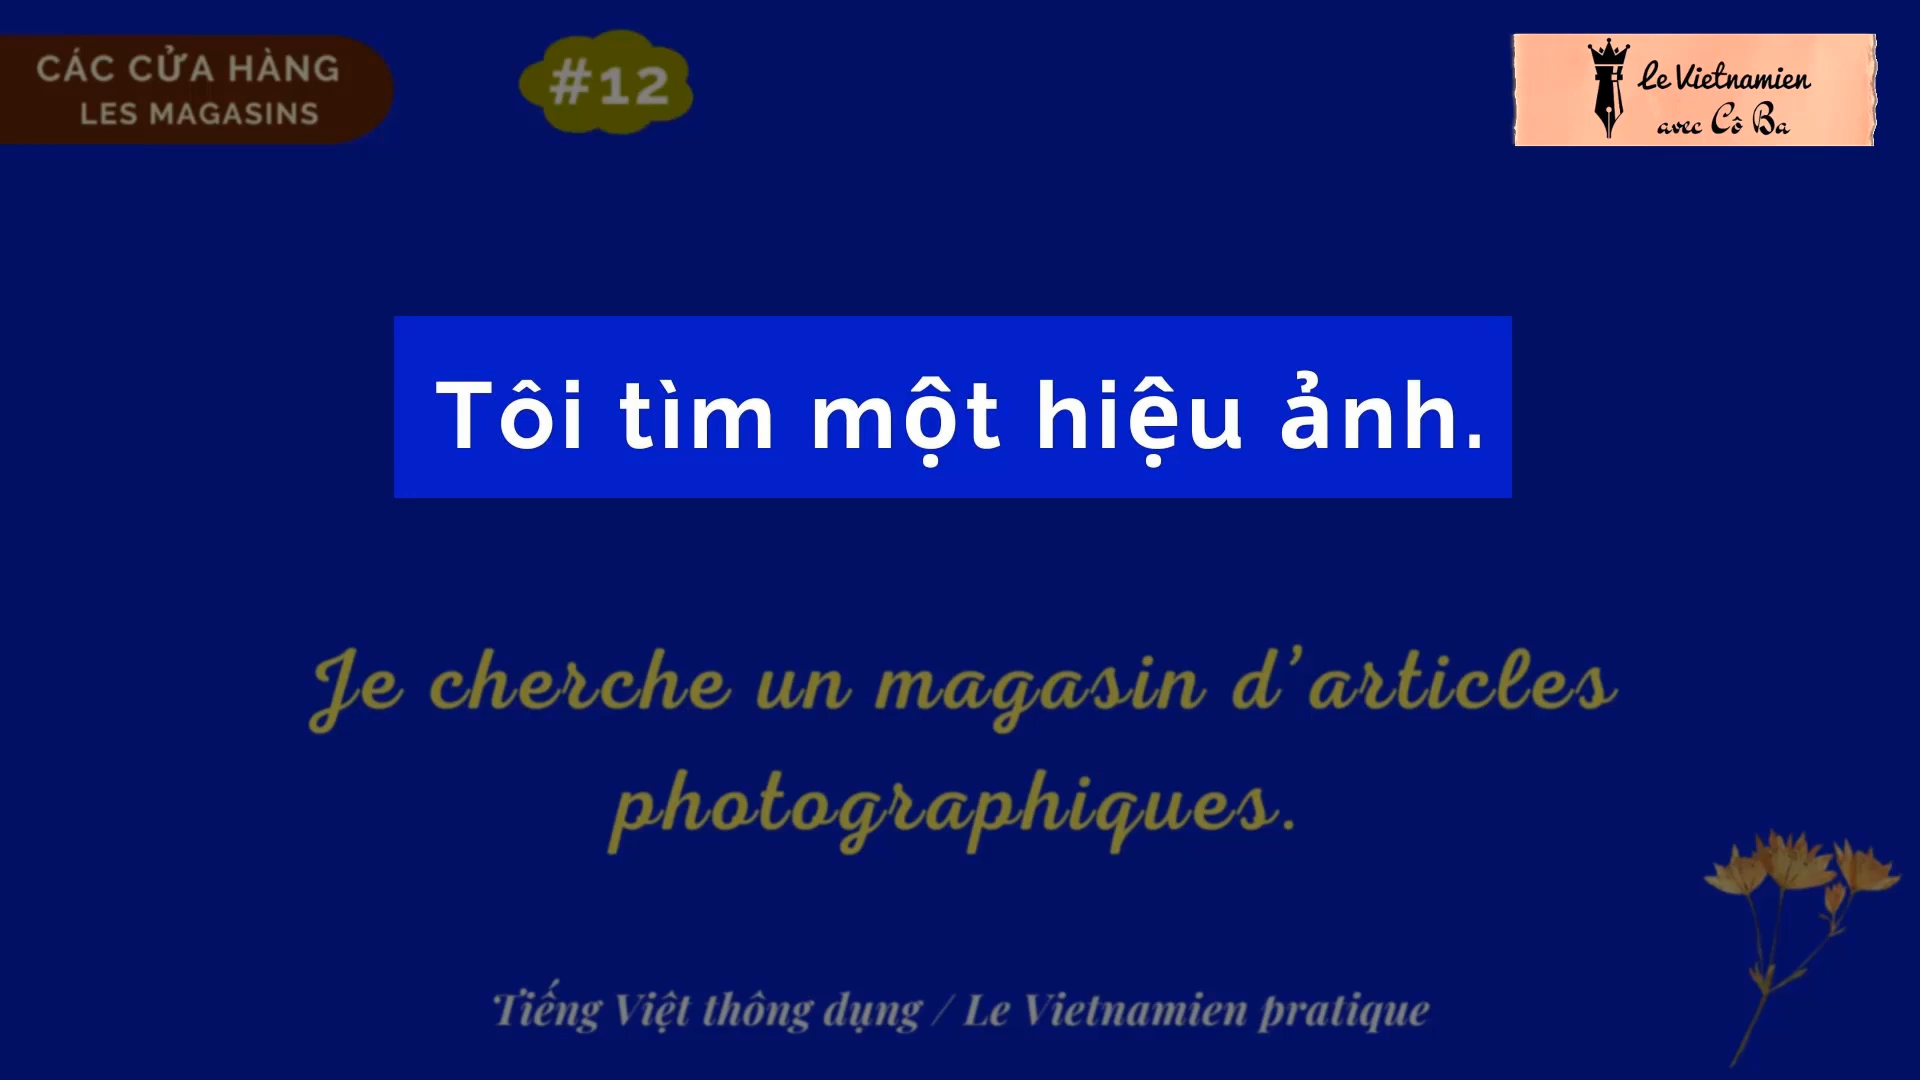 CÁC CỬA HÀNG
LES MAGASINS
#12
Le Vietnamien
avec Cô Ba
Tôi tìm một hiệu ảnh.
Je cherche un magasin d’articles
photographiques.
Tiếng Việt thông dụng / Le Vietnamien pratique